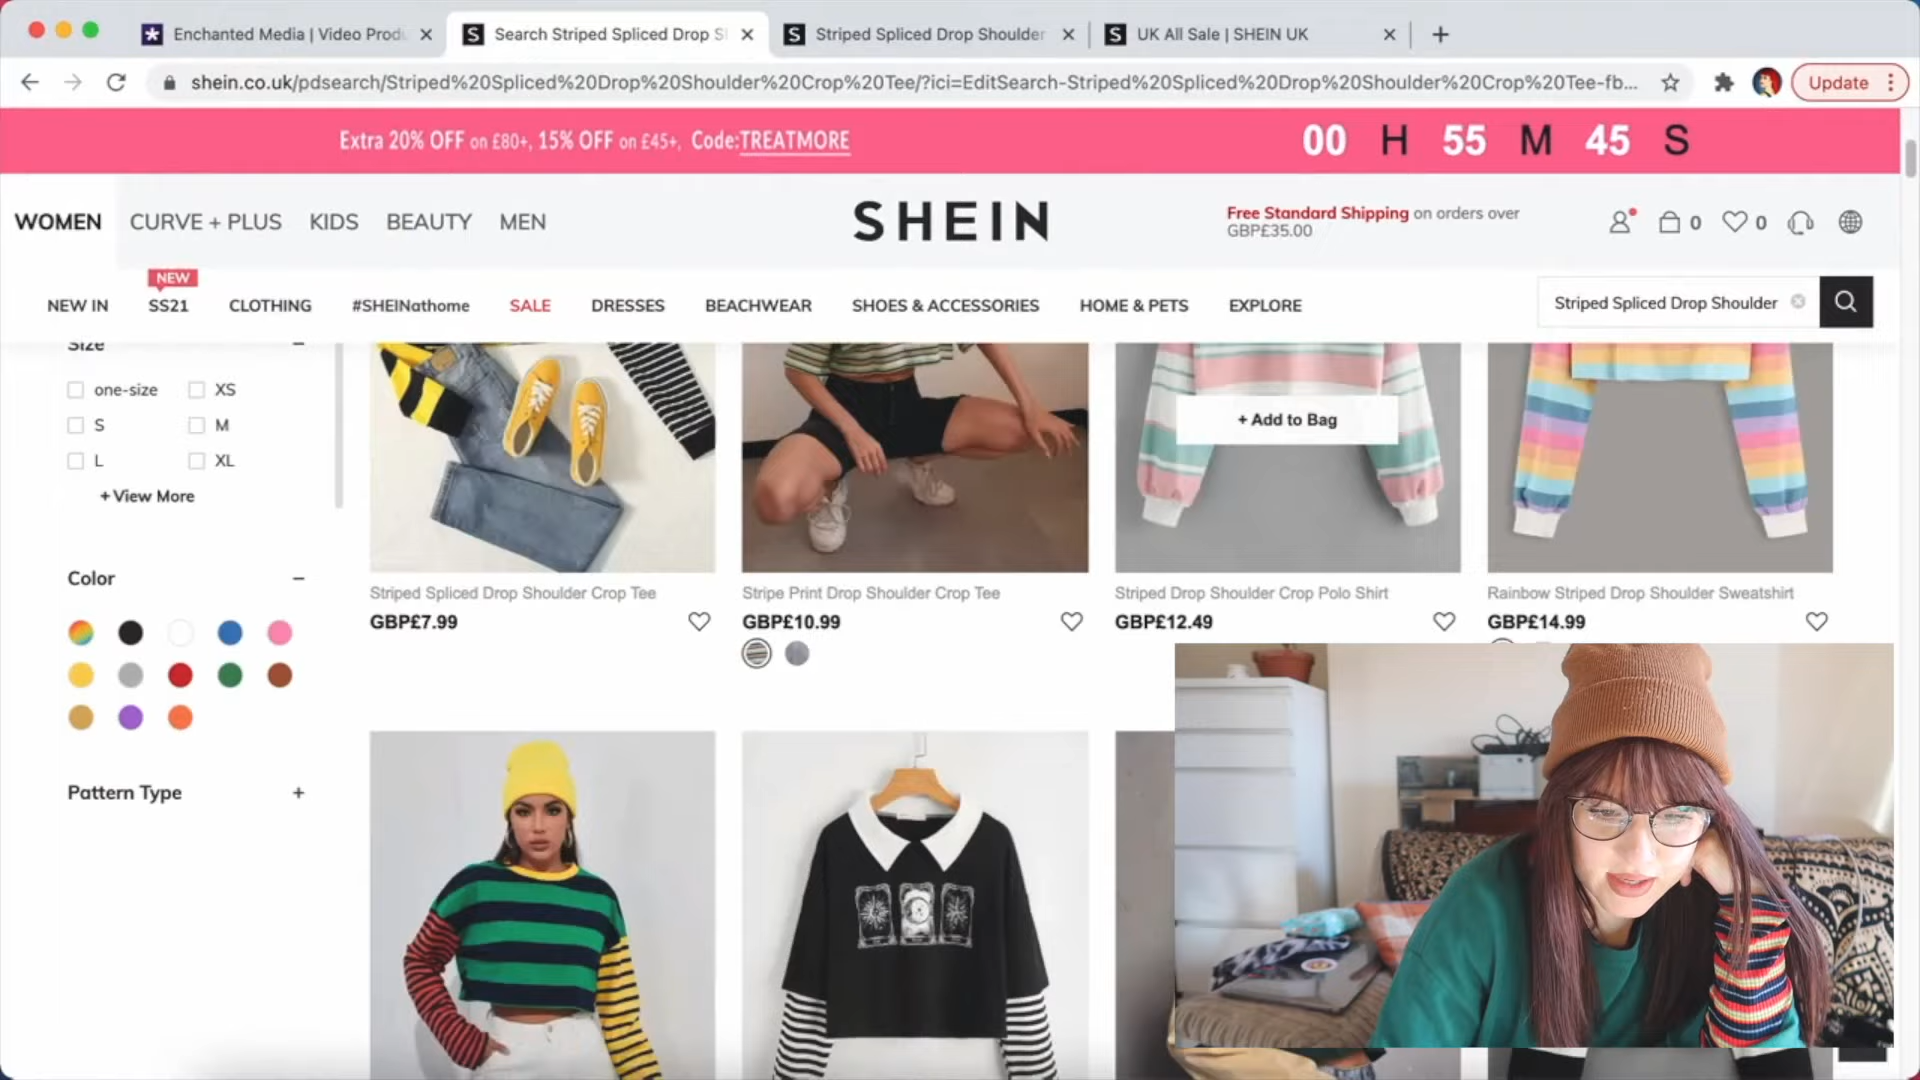 Enchanted Media | Video Produ
Search Striped Spliced Drop S
Striped Spliced Drop Shoulder
UK All Sale | SHEIN UK
shein.co.uk/pdsearch/Striped%20Spliced%20Drop%20Shoulder%20Crop%20Tee/?ici=EditSearch-Striped%20Spliced%20Drop%20Shoulder%20Crop%20Tee-fb...
Update
Extra 20% OFF on £80+, 15% OFF on £45+, Code:TREATMORE
00 H 55 M 45 S
WOMEN CURVE + PLUS KIDS BEAUTY MEN
SHEIN
Free Standard Shipping on orders over
GBP£35.00
0 0
NEW
NEW IN SS21 CLOTHING #SHEINathome SALE DRESSES BEACHWEAR SHOES & ACCESSORIES HOME & PETS EXPLORE
Striped Spliced Drop Shoulder
Size
one-size XS
S M
L XL
+ View More
Color
Pattern Type
+ Add to Bag
Striped Spliced Drop Shoulder Crop Tee
GBP£7.99
Stripe Print Drop Shoulder Crop Tee
GBP£10.99
Striped Drop Shoulder Crop Polo Shirt
GBP£12.49
Rainbow Striped Drop Shoulder Sweatshirt
GBP£14.99